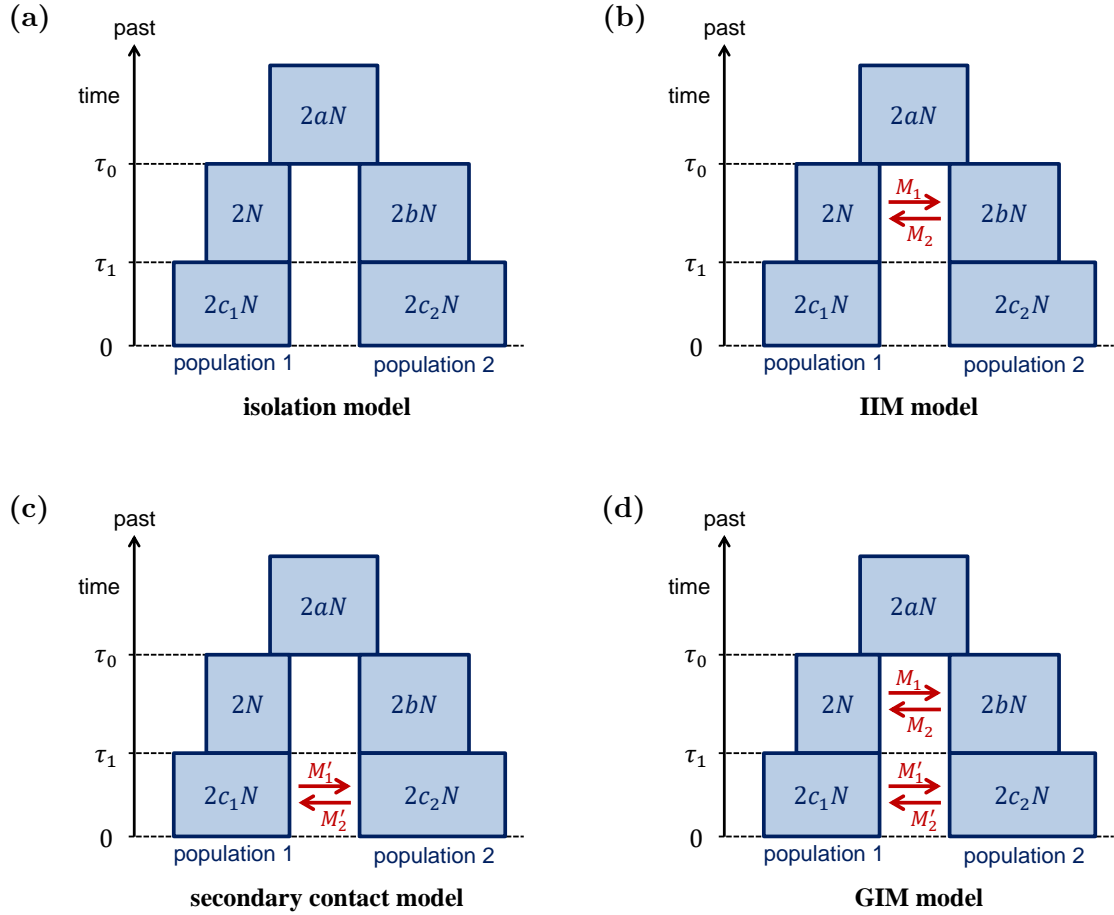 (a)
past
time
2aN
τ₀
2N
2bN
τ₁
2c₁N
2c₂N
0
population 1
population 2
isolation model
(b)
past
time
2aN
τ₀
2N
M₁
M₂
2bN
τ₁
2c₁N
2c₂N
0
population 1
population 2
IIM model
(c)
past
time
2aN
τ₀
2N
2bN
τ₁
2c₁N
M₁′
M₂′
2c₂N
0
population 1
population 2
secondary contact model
(d)
past
time
2aN
τ₀
2N
M₁
M₂
2bN
τ₁
2c₁N
M₁′
M₂′
2c₂N
0
population 1
population 2
GIM model